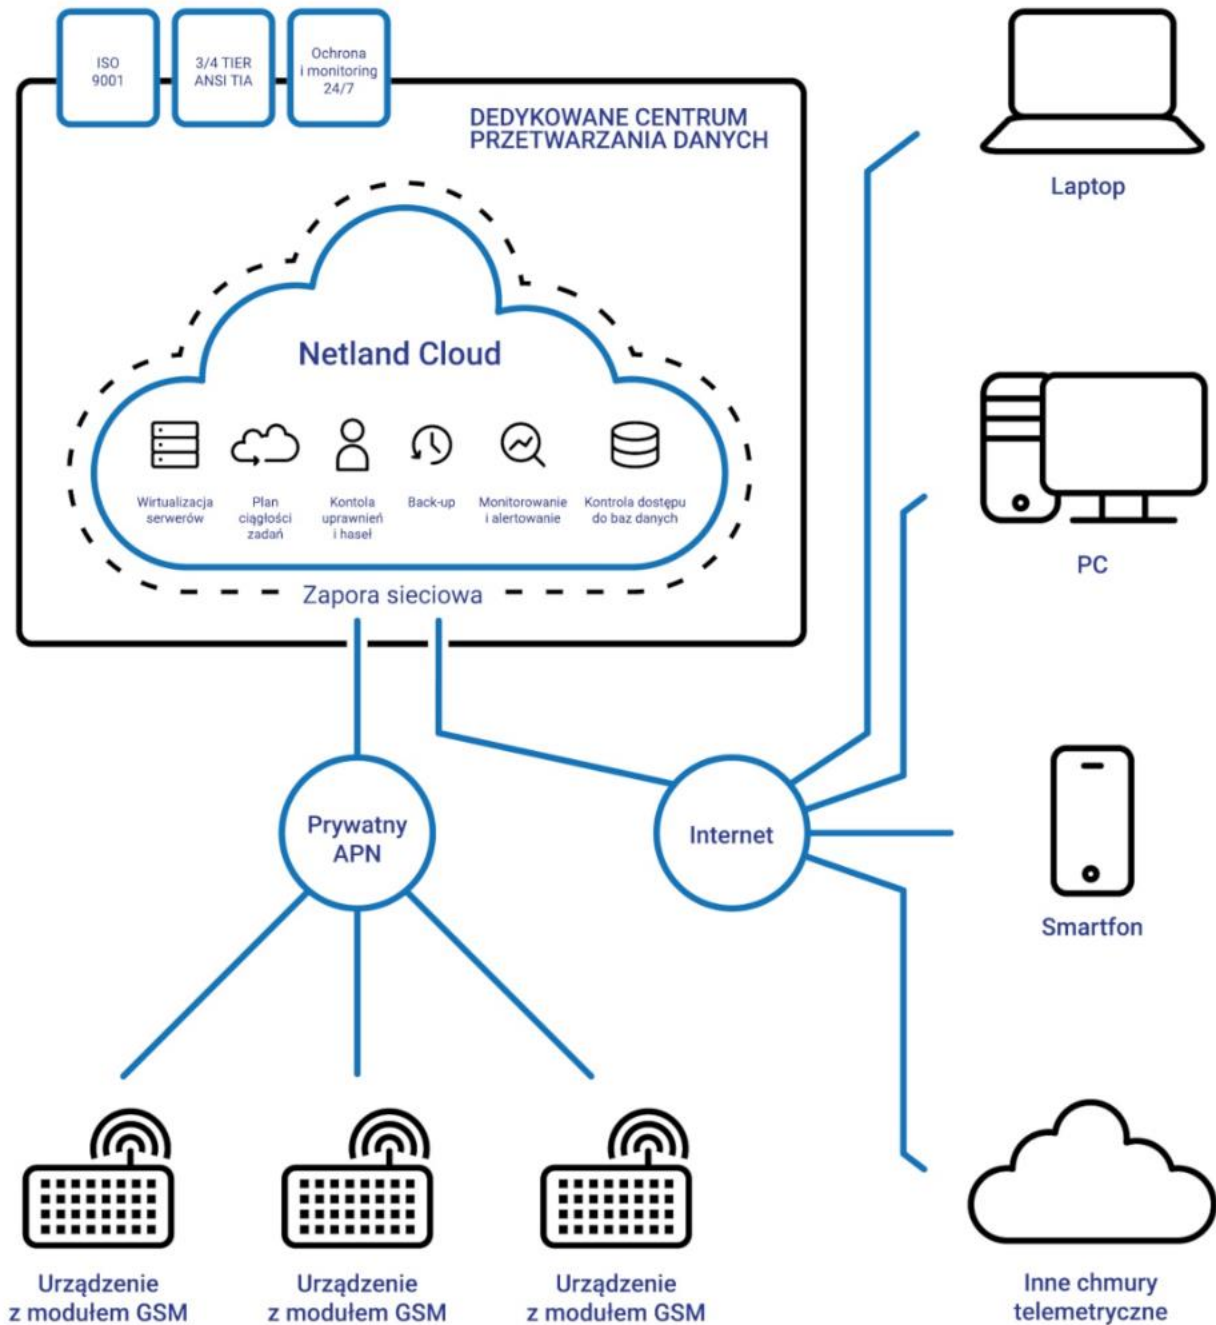 ISO
9001
3/4 TIER
ANSI TIA
Ochrona
i monitoring
24/7
DEDYKOWANE CENTRUM
PRZETWARZANIA DANYCH
Netland Cloud
Wirtualizacja
serwerów
Plan
ciągłości
zadań
Kontola
uprawnień
i haseł
Back-up
Monitorowanie
i alertowanie
Kontrola dostępu
do baz danych
Zapora sieciowa
Laptop
PC
Prywatny
APN
Internet
Smartfon
Urządzenie
z modułem GSM
Urządzenie
z modułem GSM
Urządzenie
z modułem GSM
Inne chmury
telemetryczne